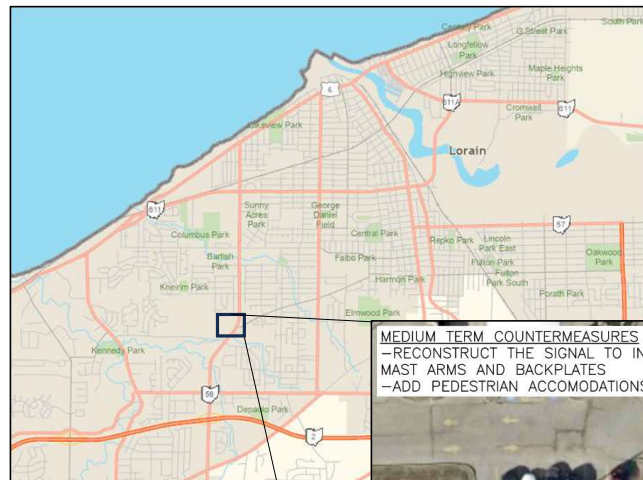 South Park
Century Park
G Street Park
Longfellow
Park
Highview Park
Maple Heights
Park
6
611A
611
Cromwell
Park
Lakeview Park
Lorain
611
Sunny
Acres
Park
George
Daniel
Field
57
Columbus Park
Central Park
Repko Park
Lincoln
Park East
Oakwood
Park
Bartish
Park
Falbo Park
Fulton Park
Fulton
Park South
Kneirim Park
Harmon Park
Porath Park
Elmwood Park
Kennedy Park
58
Depaolo Park
2
MEDIUM TERM COUNTERMEASURES
-RECONSTRUCT THE SIGNAL TO IN
MAST ARMS AND BACKPLATES
-ADD PEDESTRIAN ACCOMODATIONS